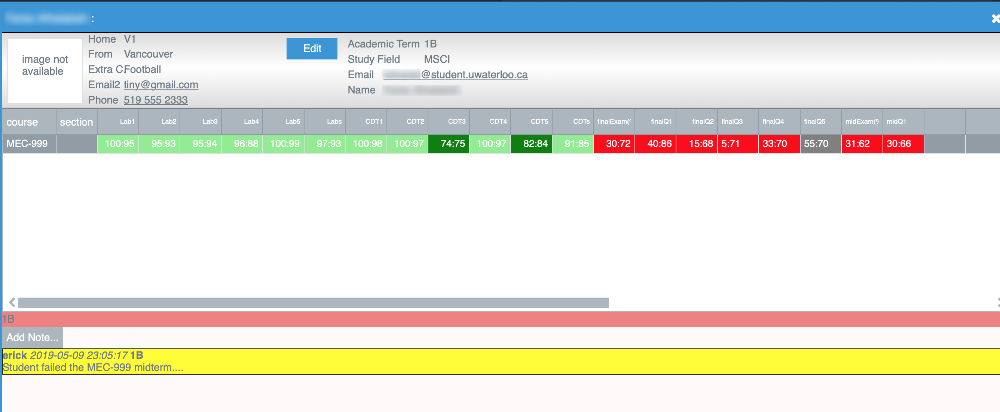 :
Home V1
From Vancouver
Extra C Football
Email2 tiny@gmail.com
Phone 519 555 2333
image not
available
Edit
Academic Term 1B
Study Field MSCI
Email @student.uwaterloo.ca
Name
course section Lab1 Lab2 Lab3 Lab4 Lab5 Labs CDT1 CDT2 CDT3 CDT4 CDT5 CDTs finalExam(% finalQ1 finalQ2 finalQ3 finalQ4 finalQ5 midExam(% midQ1
MEC-999 100:95 95:93 95:94 96:88 100:99 97:93 100:98 100:97 74:75 100:97 82:84 91:85 30:72 40:86 15:68 5:71 33:70 55:70 31:62 30:66
1B
Add Note...
erick 2019-05-09 23:05:17 1B
Student failed the MEC-999 midterm....